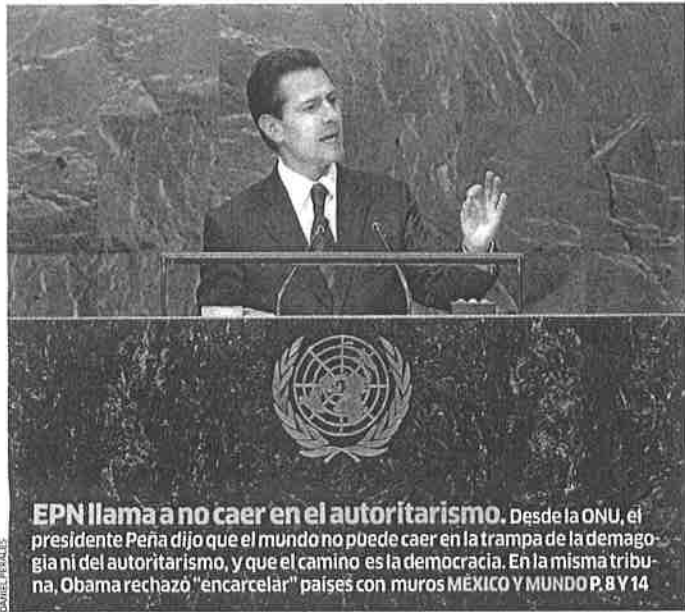 EPN llama a no caer en el autoritarismo. Desde la ONU, el
presidente Peña dijo que el mundo no puede caer en la trampa de la demago-
gia ni del autoritarismo, y que el camino es la democracia. En la misma tribu-
na, Obama rechazó "encarcelar" países con muros MÉXICO Y MUNDO P. 8 Y 14
DANIEL PERALES